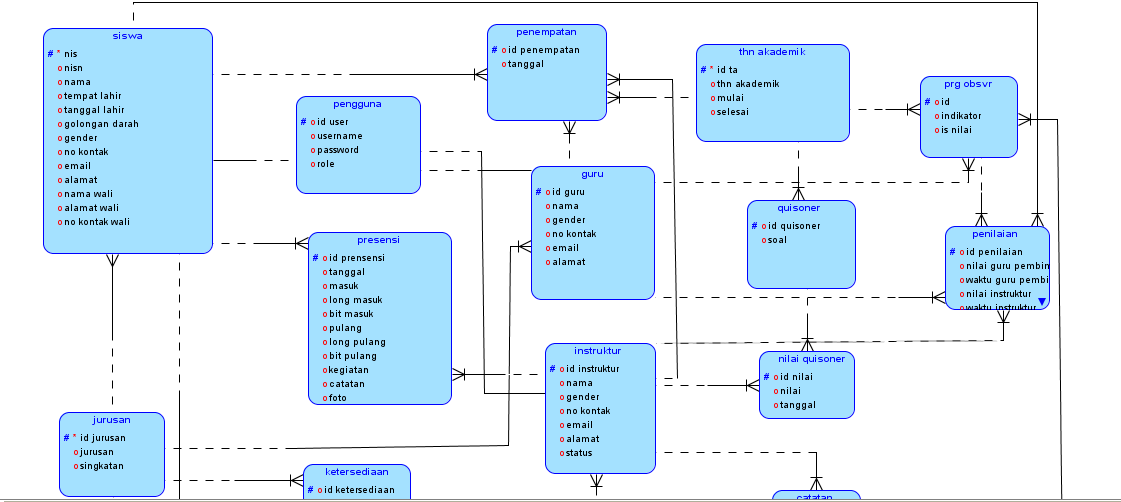 siswa
# * nis
o nisn
o nama
o tempat lahir
o tanggal lahir
o golongan darah
o gender
o no kontak
o email
o alamat
o nama wali
o alamat wali
o no kontak wali
pengguna
# o id user
o username
o password
o role
penempatan
# o id penempatan
o tanggal
thn akademik
# * id ta
o thn akademik
o mulai
o selesai
prg obsvr
# o id
o indikator
o is nilai
guru
# o id guru
o nama
o gender
o no kontak
o email
o alamat
quisoner
# o id quisoner
o soal
penilaian
# o id penilaian
o nilai guru pembin
o waktu guru pembi
o nilai instruktur
o waktu instruktur
presensi
# o id prensensi
o tanggal
o masuk
o long masuk
o bit masuk
o pulang
o long pulang
o bit pulang
o kegiatan
o catatan
o foto
instruktur
# o id instruktur
o nama
o gender
o no kontak
o email
o alamat
o status
nilai quisoner
# o id nilai
o nilai
o tanggal
jurusan
# * id jurusan
o jurusan
o singkatan
ketersediaan
# o id ketersediaan
catatan